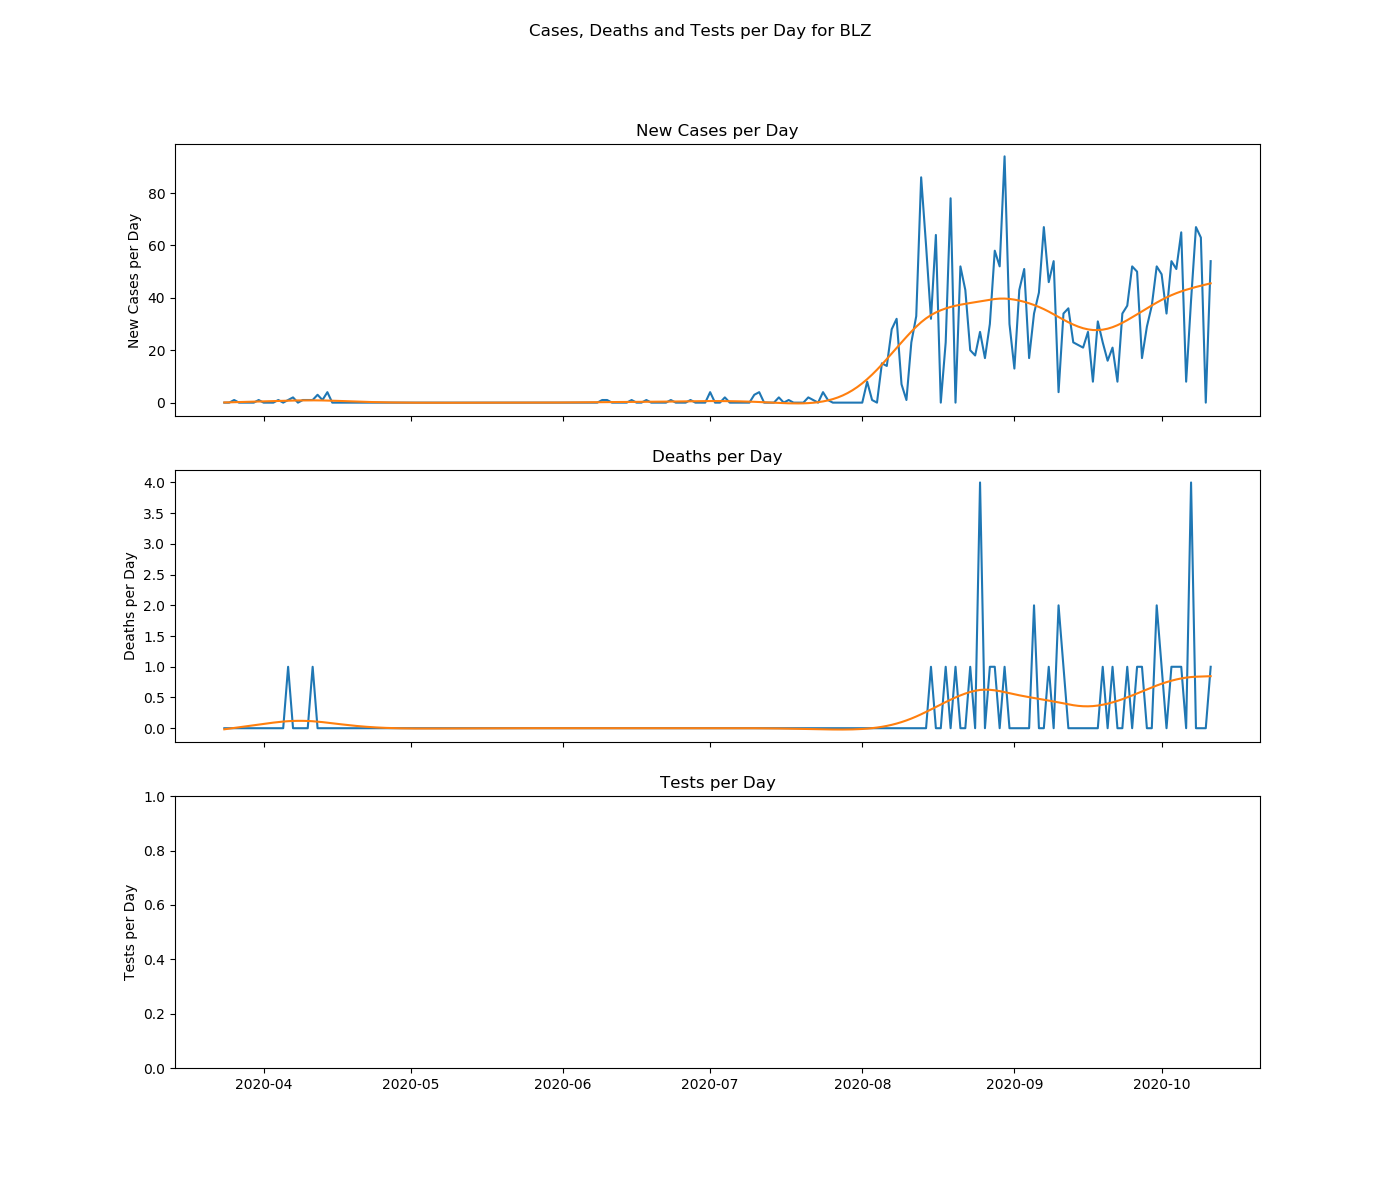 Cases, Deaths and Tests per Day for BLZ
New Cases per Day
New Cases per Day
80
60
40
20
0
Deaths per Day
Deaths per Day
4.0
3.5
3.0
2.5
2.0
1.5
1.0
0.5
0.0
Tests per Day
Tests per Day
1.0
0.8
0.6
0.4
0.2
0.0
2020-04 2020-05 2020-06 2020-07 2020-08 2020-09 2020-10